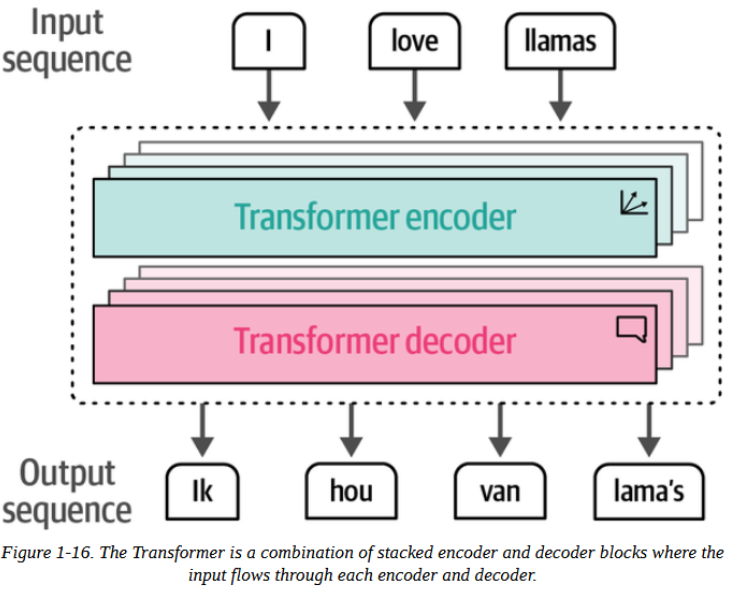 Input
sequence
I
love
llamas
Transformer encoder
Transformer decoder
Output
sequence
Ik
hou
van
lama's
Figure 1-16. The Transformer is a combination of stacked encoder and decoder blocks where the
input flows through each encoder and decoder.